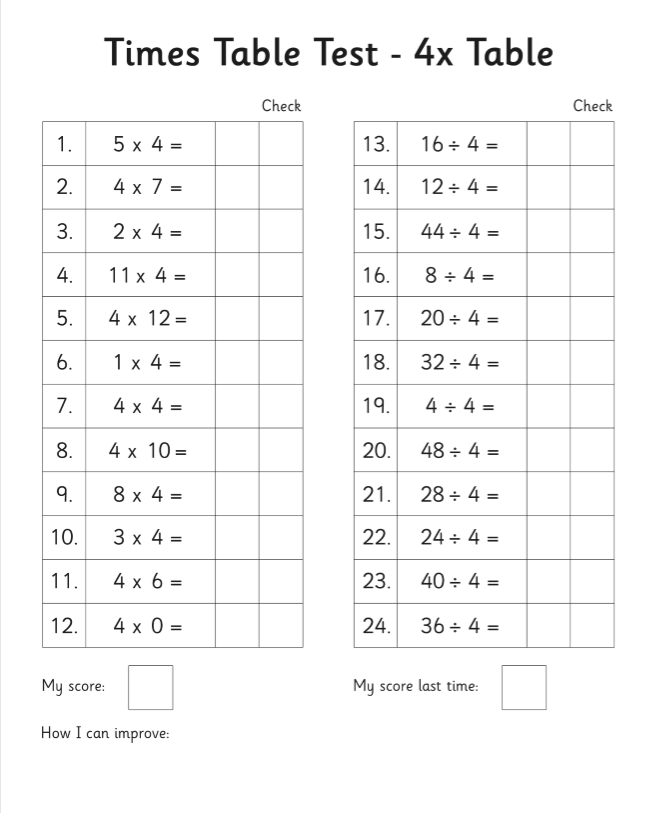 Times Table Test - 4x Table
Check
1. 5 x 4 =
2. 4 x 7 =
3. 2 x 4 =
4. 11 x 4 =
5. 4 x 12 =
6. 1 x 4 =
7. 4 x 4 =
8. 4 x 10 =
9. 8 x 4 =
10. 3 x 4 =
11. 4 x 6 =
12. 4 x 0 =
Check
13. 16 ÷ 4 =
14. 12 ÷ 4 =
15. 44 ÷ 4 =
16. 8 ÷ 4 =
17. 20 ÷ 4 =
18. 32 ÷ 4 =
19. 4 ÷ 4 =
20. 48 ÷ 4 =
21. 28 ÷ 4 =
22. 24 ÷ 4 =
23. 40 ÷ 4 =
24. 36 ÷ 4 =
My score:
My score last time:
How I can improve: